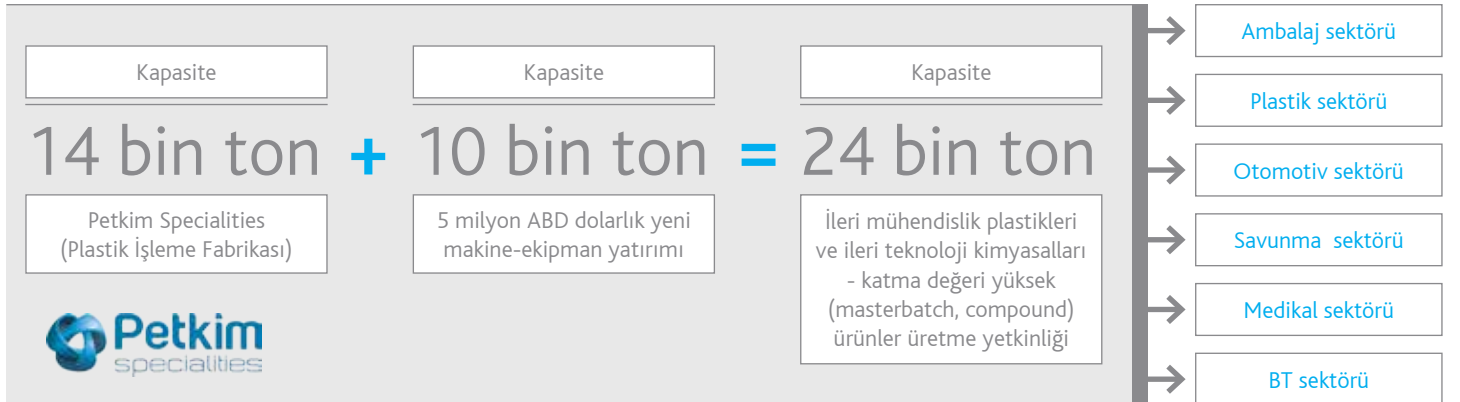 Kapasite
14 bin ton
Petkim Specialities
(Plastik İşleme Fabrikası)
+
Kapasite
10 bin ton
5 milyon ABD dolarlık yeni
makine-ekipman yatırımı
=
Kapasite
24 bin ton
İleri mühendislik plastikleri
ve ileri teknoloji kimyasalları
- katma değeri yüksek
(masterbatch, compound)
ürünler üretme yetkinliği
Petkim
specialities
Ambalaj sektörü
Plastik sektörü
Otomotiv sektörü
Savunma sektörü
Medikal sektörü
BT sektörü